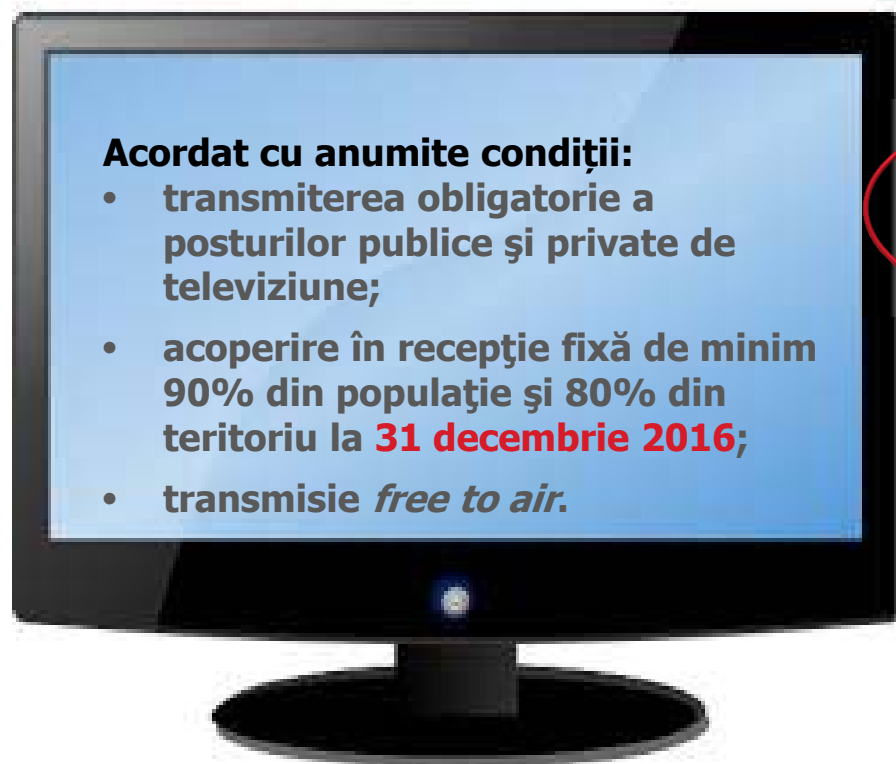 Acordat cu anumite condiții:
• transmiterea obligatorie a
posturilor publice şi private de
televiziune;
• acoperire în recepţie fixă de minim
90% din populaţie şi 80% din
teritoriu la 31 decembrie 2016;
• transmisie free to air.